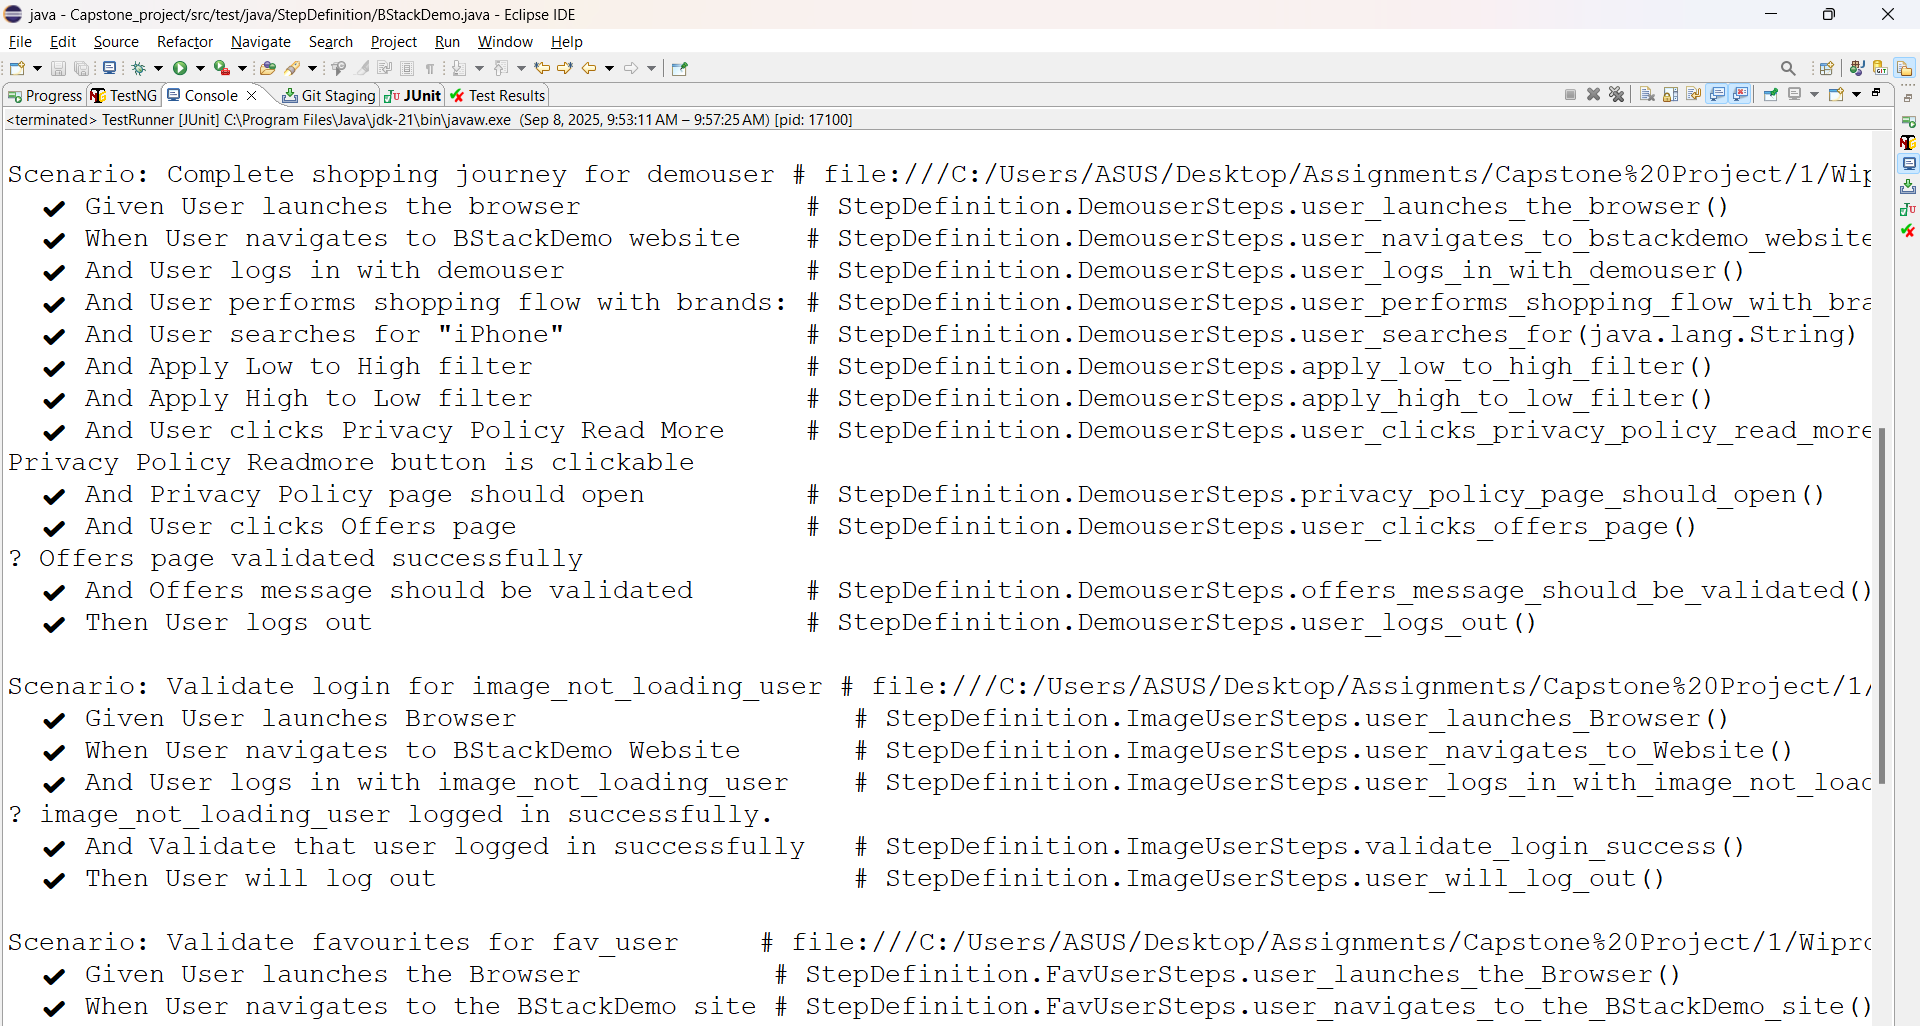 java - Capstone_project/src/test/java/StepDefinition/BStackDemo.java - Eclipse IDE
File Edit Source Refactor Navigate Search Project Run Window Help
Progress TestNG Console Git Staging JUnit Test Results
<terminated> TestRunner [JUnit] C:\Program Files\Java\jdk-21\bin\javaw.exe (Sep 8, 2025, 9:53:11 AM – 9:57:25 AM) [pid: 17100]
Scenario: Complete shopping journey for demouser # file:///C:/Users/ASUS/Desktop/Assignments/Capstone%20Project/1/Wip
✔ Given User launches the browser # StepDefinition.DemouserSteps.user_launches_the_browser()
✔ When User navigates to BStackDemo website # StepDefinition.DemouserSteps.user_navigates_to_bstackdemo_website
✔ And User logs in with demouser # StepDefinition.DemouserSteps.user_logs_in_with_demouser()
✔ And User performs shopping flow with brands: # StepDefinition.DemouserSteps.user_performs_shopping_flow_with_bra
✔ And User searches for "iPhone" # StepDefinition.DemouserSteps.user_searches_for(java.lang.String)
✔ And Apply Low to High filter # StepDefinition.DemouserSteps.apply_low_to_high_filter()
✔ And Apply High to Low filter # StepDefinition.DemouserSteps.apply_high_to_low_filter()
✔ And User clicks Privacy Policy Read More # StepDefinition.DemouserSteps.user_clicks_privacy_policy_read_more
Privacy Policy Readmore button is clickable
✔ And Privacy Policy page should open # StepDefinition.DemouserSteps.privacy_policy_page_should_open()
✔ And User clicks Offers page # StepDefinition.DemouserSteps.user_clicks_offers_page()
? Offers page validated successfully
✔ And Offers message should be validated # StepDefinition.DemouserSteps.offers_message_should_be_validated()
✔ Then User logs out # StepDefinition.DemouserSteps.user_logs_out()
Scenario: Validate login for image_not_loading_user # file:///C:/Users/ASUS/Desktop/Assignments/Capstone%20Project/1/
✔ Given User launches Browser # StepDefinition.ImageUserSteps.user_launches_Browser()
✔ When User navigates to BStackDemo Website # StepDefinition.ImageUserSteps.user_navigates_to_Website()
✔ And User logs in with image_not_loading_user # StepDefinition.ImageUserSteps.user_logs_in_with_image_not_load
? image_not_loading_user logged in successfully.
✔ And Validate that user logged in successfully # StepDefinition.ImageUserSteps.validate_login_success()
✔ Then User will log out # StepDefinition.ImageUserSteps.user_will_log_out()
Scenario: Validate favourites for fav_user # file:///C:/Users/ASUS/Desktop/Assignments/Capstone%20Project/1/Wipro
✔ Given User launches the Browser # StepDefinition.FavUserSteps.user_launches_the_Browser()
✔ When User navigates to the BStackDemo site # StepDefinition.FavUserSteps.user_navigates_to_the_BStackDemo_site()